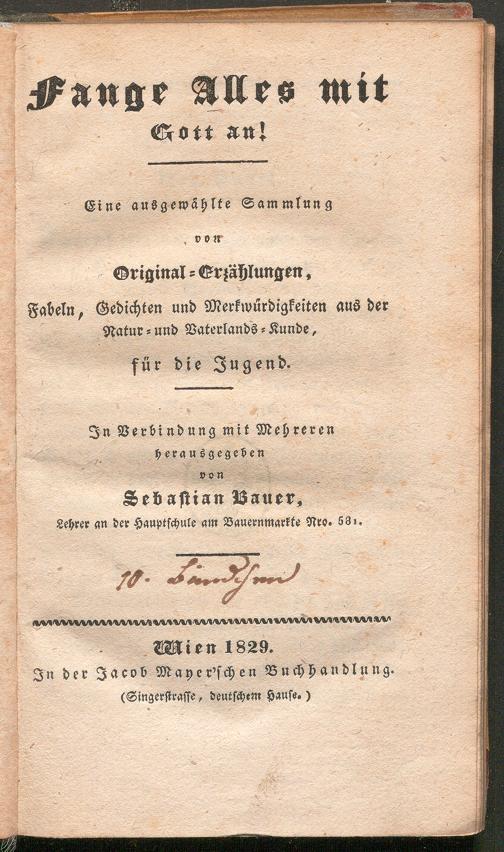 Fange Alles mit
Gott an!
Eine ausgewählte Sammlung
von
Original-Erzählungen,
Fabeln, Gedichten und Merkwürdigkeiten aus der
Natur- und Vaterlands-Kunde,
für die Jugend.
In Verbindung mit Mehreren
herausgegeben
von
Sebastian Bauer,
Lehrer an der Hauptschule am Bauernmarkte Nro. 581.
10. Bändchen
Wien 1829.
In der Jacob Mayer'schen Buchhandlung.
(Singerstrasse, deutschem Hause.)